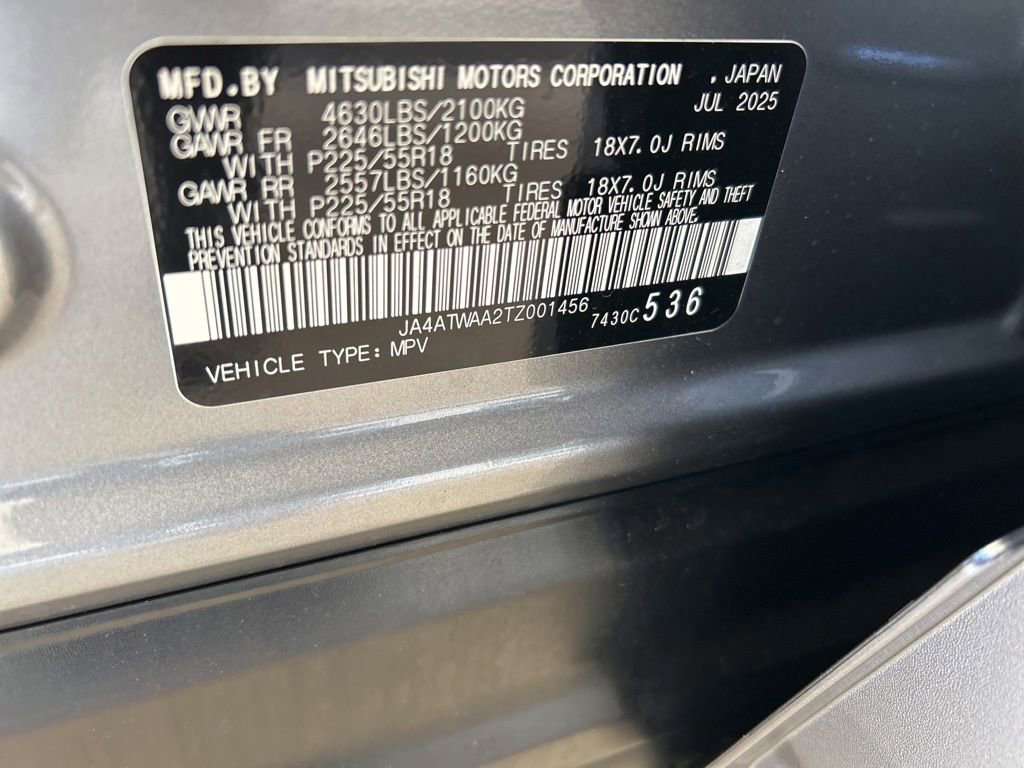 MFD.BY MITSUBISHI MOTORS CORPORATION . JAPAN
JUL 2025
GVWR 4630LBS/2100KG
GAWR FR 2646LBS/1200KG
WITH P225/55R18 TIRES 18X7.0J RIMS
GAWR RR 2557LBS/1160KG
WITH P225/55R18 TIRES 18X7.0J RIMS
THIS VEHICLE CONFORMS TO ALL APPLICABLE FEDERAL MOTOR VEHICLE SAFETY AND THEFT
PREVENTION STANDARDS IN EFFECT ON THE DATE OF MANUFACTURE SHOWN ABOVE.
JA4ATWAA2TZ001456 7430C 536
VEHICLE TYPE: MPV